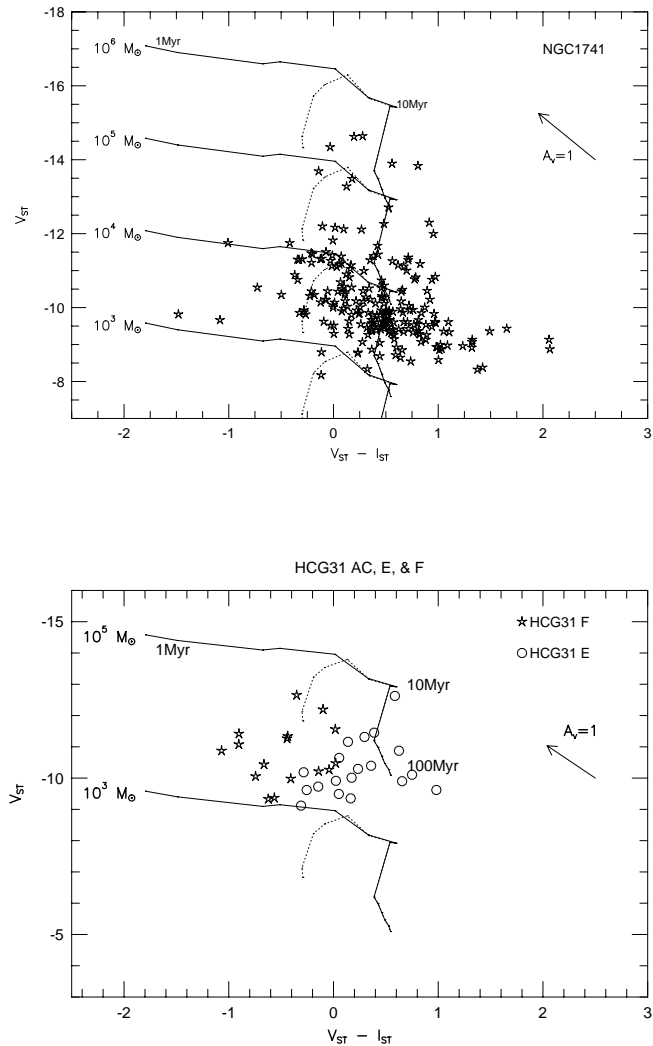 -18
10⁶ M⊙
1Myr
NGC1741
-16
10Myr
A_V=1
10⁵ M⊙
-14
V_ST
10⁴ M⊙
-12
-10
10³ M⊙
-8
-2 -1 0 1 2 3
V_ST − I_ST
HCG31 AC, E, & F
HCG31 F
-15
10⁵ M⊙
1Myr
HCG31 E
10Myr
A_V=1
100Myr
V_ST
-10
10³ M⊙
-5
-2 -1 0 1 2 3
V_ST − I_ST